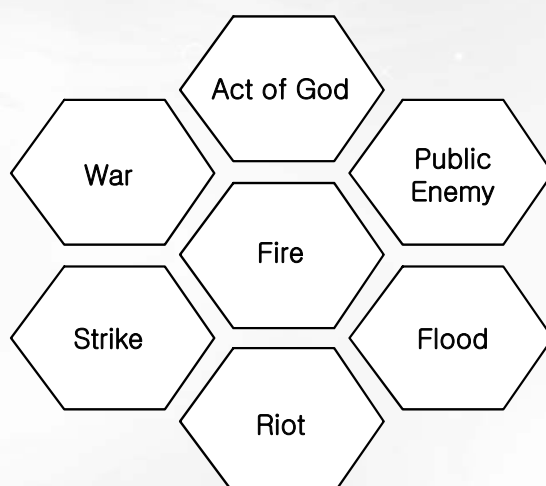 Act of God
War
Public
Enemy
Fire
Strike
Flood
Riot